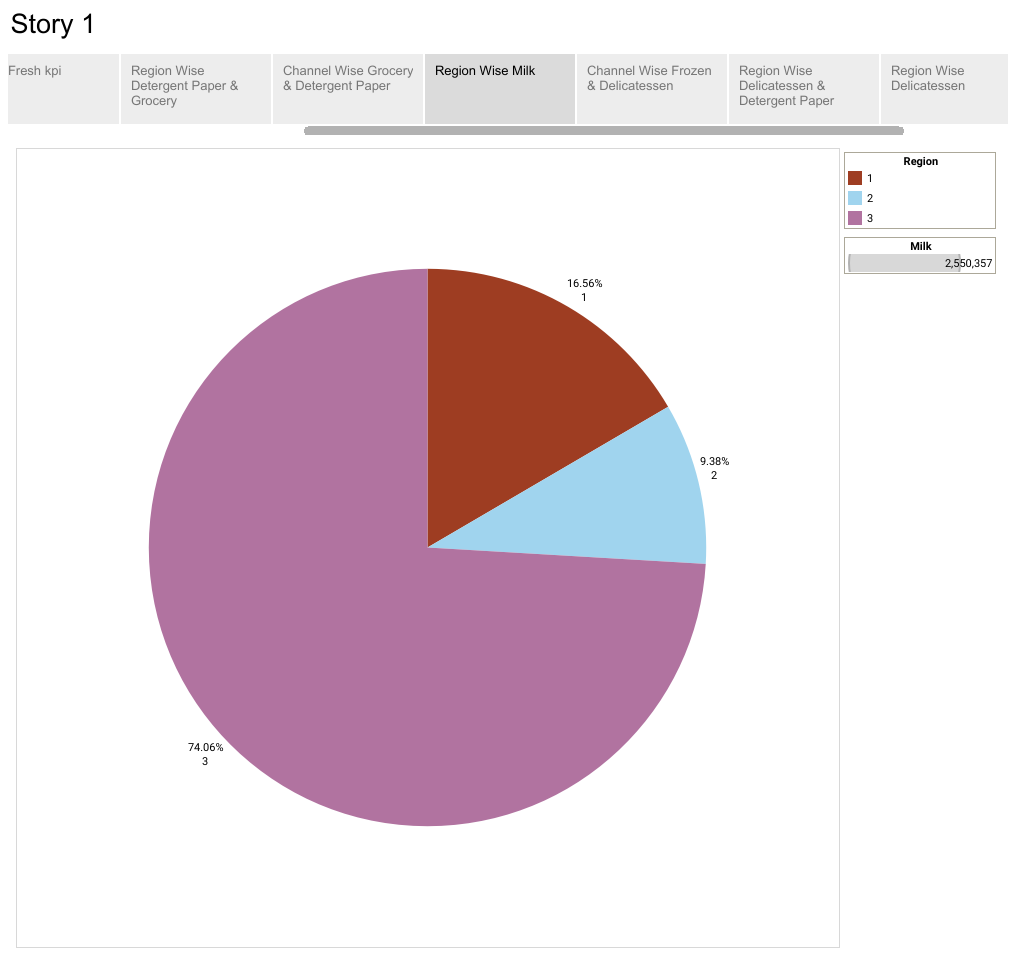 Story 1
Fresh kpi
Region Wise
Detergent Paper &
Grocery
Channel Wise Grocery
& Detergent Paper
Region Wise Milk
Channel Wise Frozen
& Delicatessen
Region Wise
Delicatessen &
Detergent Paper
Region Wise
Delicatessen
Region
1
2
3
Milk
2,550,357
16.56%
1
9.38%
2
74.06%
3